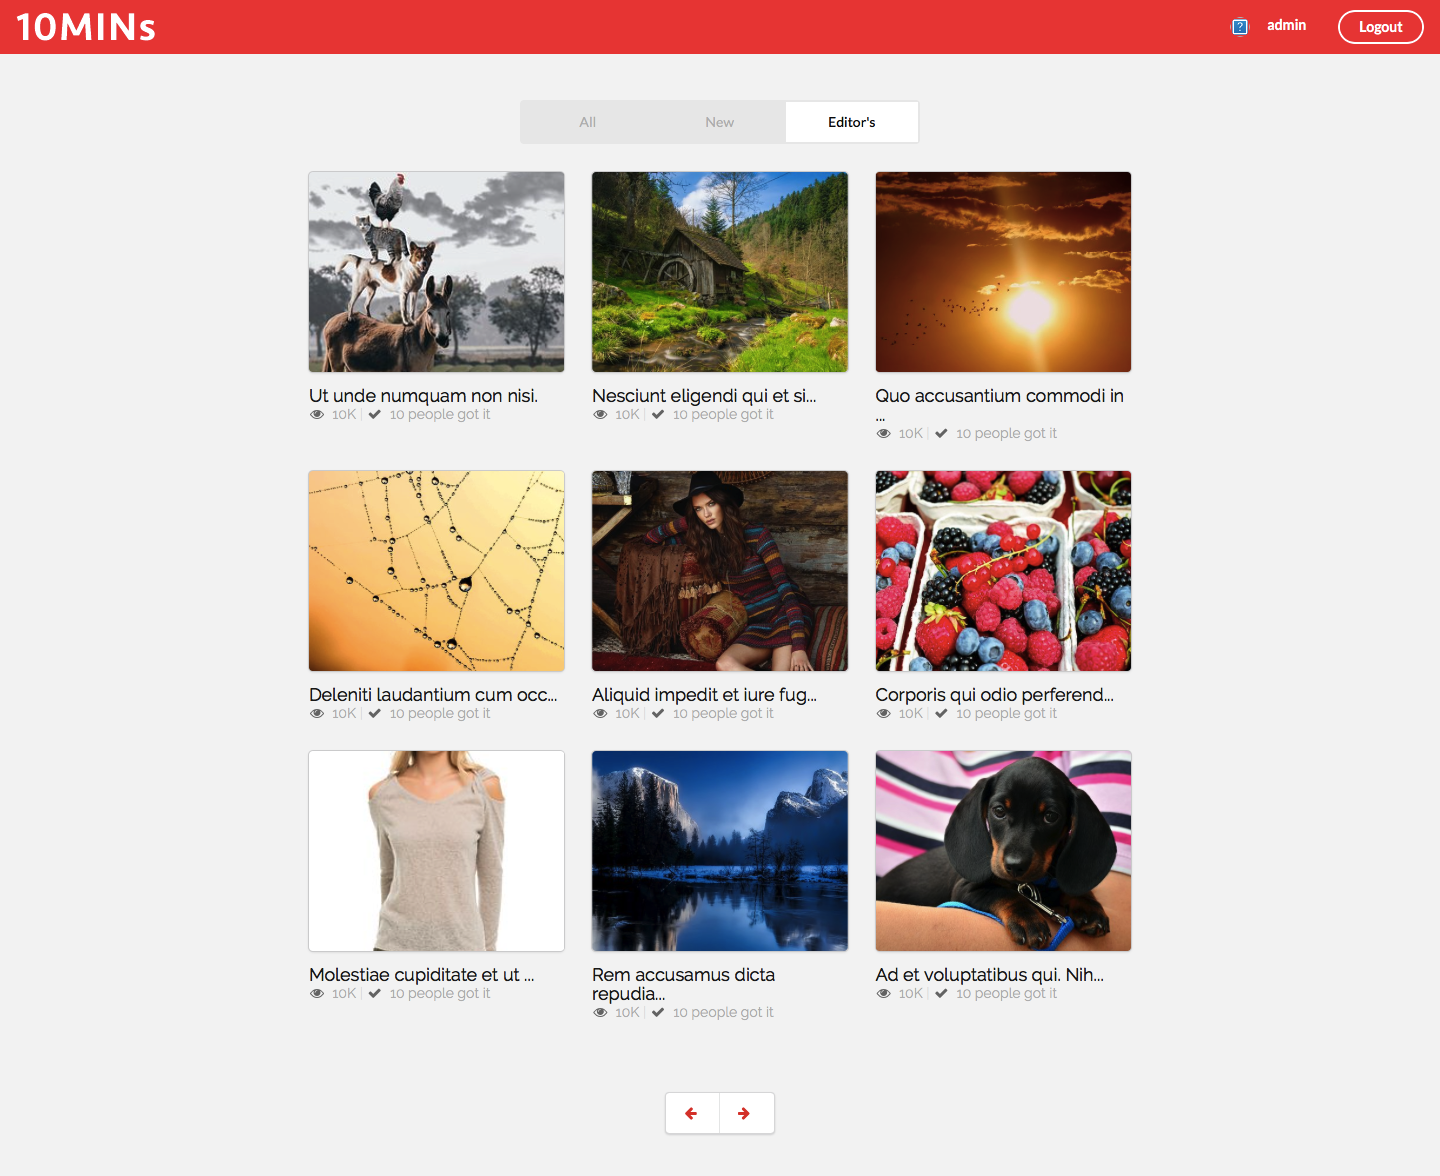 10MINs
admin
Logout
All
New
Editor's
Ut unde numquam non nisi.
10K | 10 people got it
Nesciunt eligendi qui et si...
10K | 10 people got it
Quo accusantium commodi in
...
10K | 10 people got it
Deleniti laudantium cum occ...
10K | 10 people got it
Aliquid impedit et iure fug...
10K | 10 people got it
Corporis qui odio perferend...
10K | 10 people got it
Molestiae cupiditate et ut ...
10K | 10 people got it
Rem accusamus dicta
repudia...
10K | 10 people got it
Ad et voluptatibus qui. Nih...
10K | 10 people got it